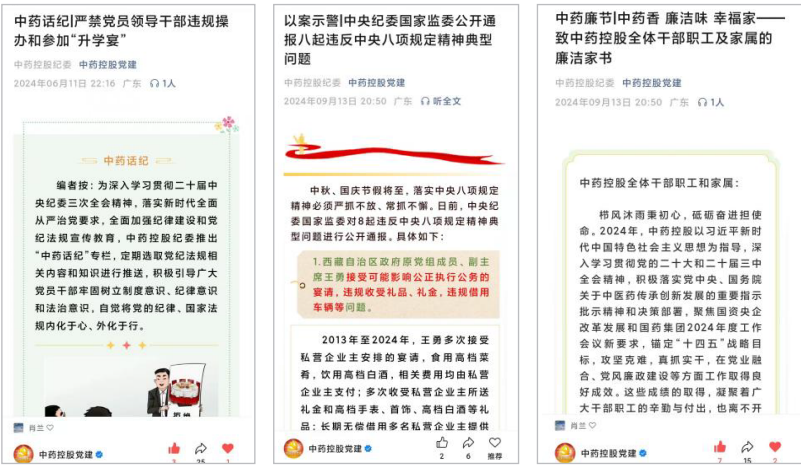 中药话纪|严禁党员领导干部违规操
办和参加“升学宴”
中药控股纪委 中药控股党建
2024年06月11日 22:16 广东 1人
中药话纪
编者按：为深入学习贯彻二十届中
央纪委三次全会精神，落实新时代全面
从严治党要求，全面加强纪律建设和党
纪法规宣传教育，中药控股纪委推出
“中药话纪”专栏，定期选取党纪法规相
关内容和知识进行推送，积极引导广大
党员干部牢固树立制度意识、纪律意识
和法治意识，自觉将党的纪律、国家法
规内化于心、外化于行。
肖兰
中药控股党建
以案示警|中央纪委国家监委公开通
报八起违反中央八项规定精神典型
问题
中药控股纪委 中药控股党建
2024年09月13日 20:50 广东 听全文
中秋、国庆节假将至，落实中央八项规定
精神必须严抓不放、常抓不懈。日前，中央纪
委国家监委对8起违反中央八项规定精神典
型问题进行公开通报。具体如下：
1.西藏自治区政府原党组成员、副主
席王勇接受可能影响公正执行公务的
宴请，违规收受礼品、礼金，违规借用
车辆等问题。
2013年至2024年，王勇多次接受
私营企业主安排的宴请，食用高档菜
肴，饮用高档白酒，相关费用均由私营
企业主支付；多次收受私营企业主所送
礼金和高档手表、首饰、高档白酒等礼
品；长期无偿借用多名私营企业主提供
中药控股党建
2 6 推荐
中药廉节|中药香 廉洁味 幸福家——
致中药控股全体干部职工及家属的
廉洁家书
中药控股纪委 中药控股党建
2024年09月13日 20:50 广东 1人
中药控股全体干部职工和家属：
栉风沐雨秉初心，砥砺奋进担使
命。2024年，中药控股以习近平新时
代中国特色社会主义思想为指导，深
入学习贯彻党的二十大和二十届三中
全会精神，积极落实党中央、国务院
关于中医药传承创新发展的重要指示
批示精神和决策部署，聚焦国资央企
改革发展和国药集团2024年度工作
会议新要求，锚定“十四五”战略目
标，攻坚克难，真抓实干，在党业融
合、党风廉政建设等方面工作取得良
好成效。这些成绩的取得，凝聚着广
大干部职工的辛勤与付出，也离不开
肖兰
中药控股党建